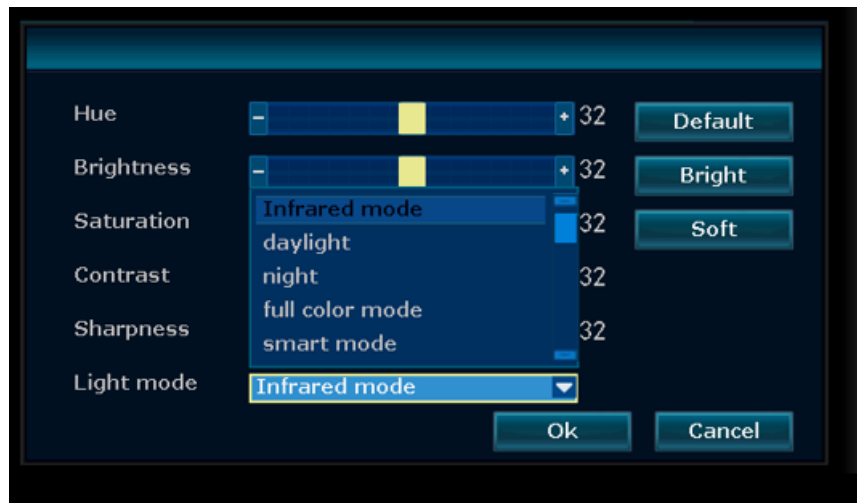 Hue - + 32 Default
Brightness - + 32 Bright
Infrared mode
Saturation 32 Soft
daylight
Contrast night 32
full color mode
Sharpness 32
smart mode
Light mode Infrared mode
Ok Cancel